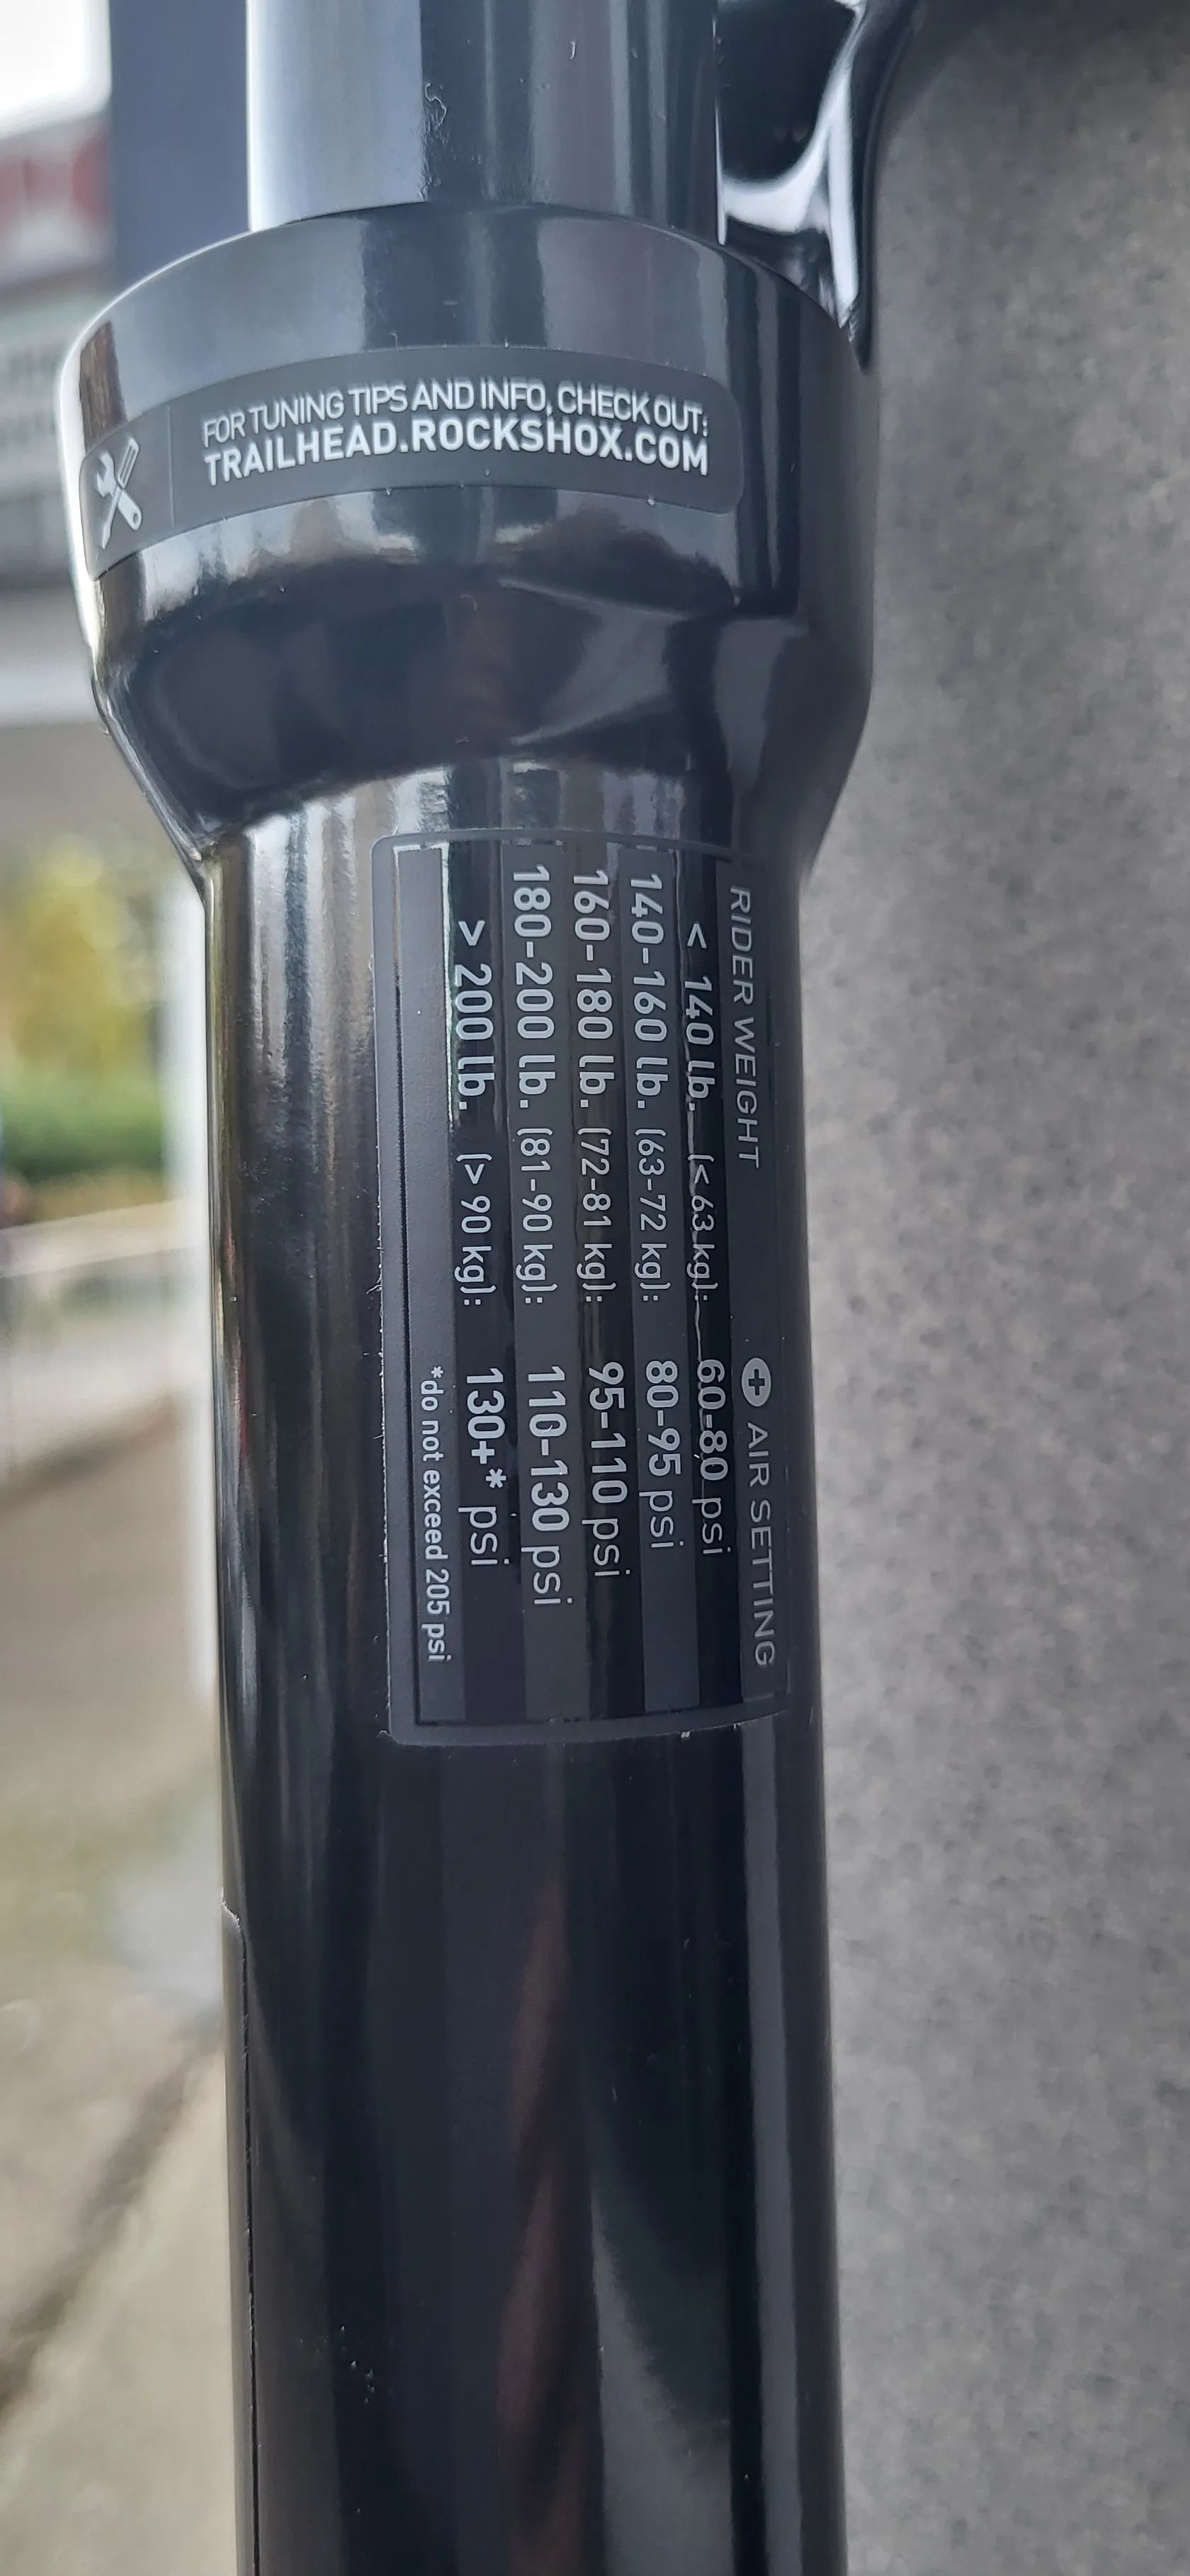 FOR TUNING TIPS AND INFO, CHECK OUT:
TRAILHEAD.ROCKSHOX.COM
RIDER WEIGHT + AIR SETTING
< 140 lb. (< 63 kg): 60-80 psi
140-160 lb. (63-72 kg): 80-95 psi
160-180 lb. (72-81 kg): 95-110 psi
180-200 lb. (81-90 kg): 110-130 psi
> 200 lb. (> 90 kg): 130+* psi
*do not exceed 205 psi